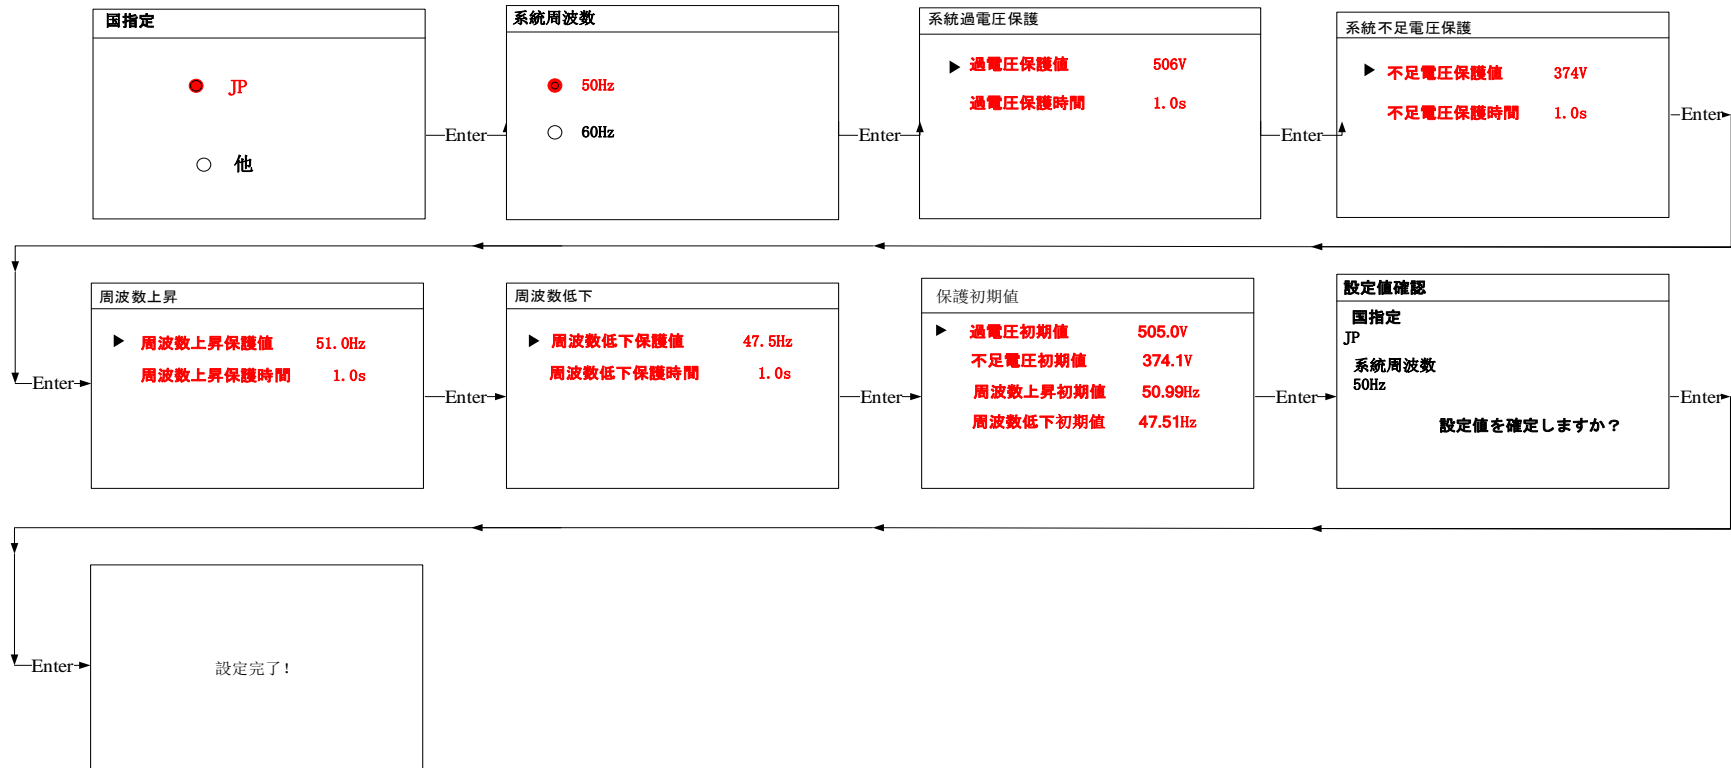 国指定
JP
他
Enter
系統周波数
50Hz
60Hz
Enter
系統過電圧保護
過電圧保護値 506V
過電圧保護時間 1.0s
Enter
系統不足電圧保護
不足電圧保護値 374V
不足電圧保護時間 1.0s
Enter
Enter
周波数上昇
周波数上昇保護値 51.0Hz
周波数上昇保護時間 1.0s
Enter
周波数低下
周波数低下保護値 47.5Hz
周波数低下保護時間 1.0s
Enter
保護初期値
過電圧初期値 505.0V
不足電圧初期値 374.1V
周波数上昇初期値 50.99Hz
周波数低下初期値 47.51Hz
Enter
設定値確認
国指定
JP
系統周波数
50Hz
設定値を確定しますか？
Enter
Enter
設定完了!